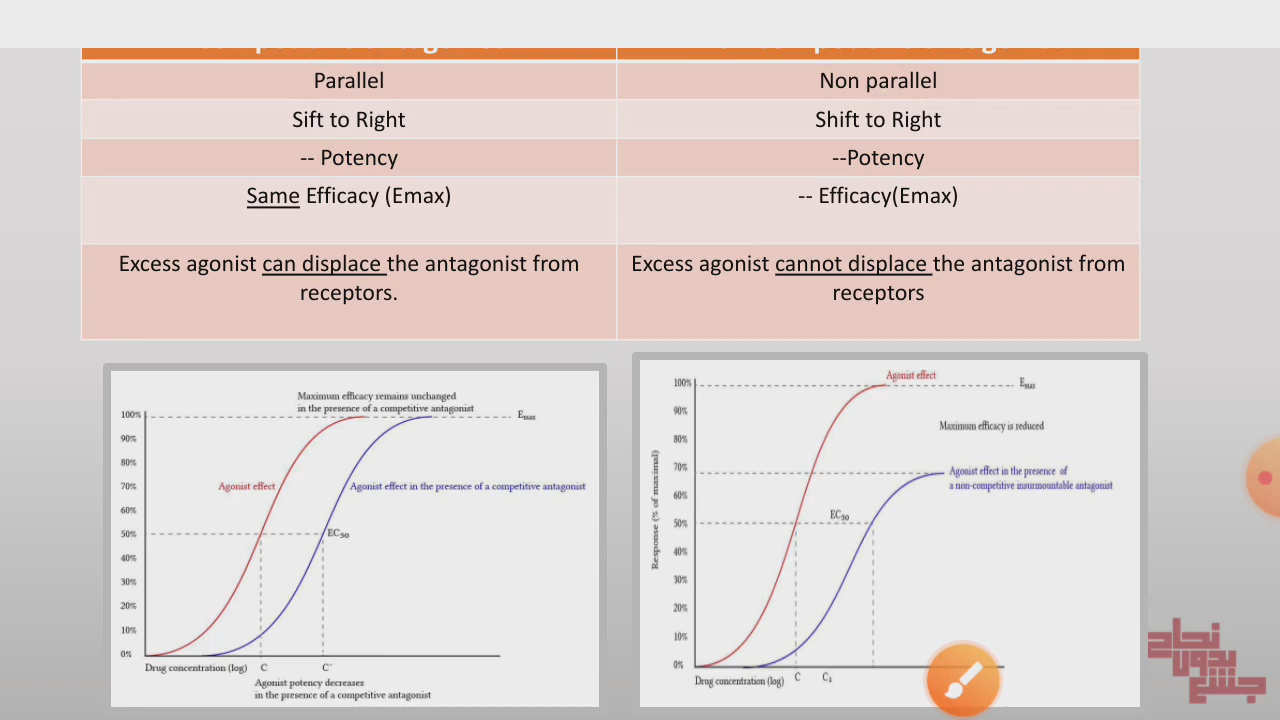 Parallel
Non parallel
Sift to Right
Shift to Right
-- Potency
--Potency
Same Efficacy (Emax)
-- Efficacy(Emax)
Excess agonist can displace the antagonist from
receptors.
Excess agonist cannot displace the antagonist from
receptors
Maximum efficacy remains unchanged
in the presence of a competitive antagonist
100%
Emax
90%
80%
70%
Agonist effect
Agonist effect in the presence of a competitive antagonist
60%
50%
EC50
40%
30%
20%
10%
0%
Drug concentration (log)
C
C'
Agonist potency decreases
in the presence of a competitive antagonist
Agonist effect
100%
Emax
90%
Maximum efficacy is reduced
80%
70%
Agonist effect in the presence of
a non-competitive insurmountable antagonist
60%
EC50
50%
Response (% of maximal)
40%
30%
20%
10%
0%
Drug concentration (log)
C
نجاح
بدون